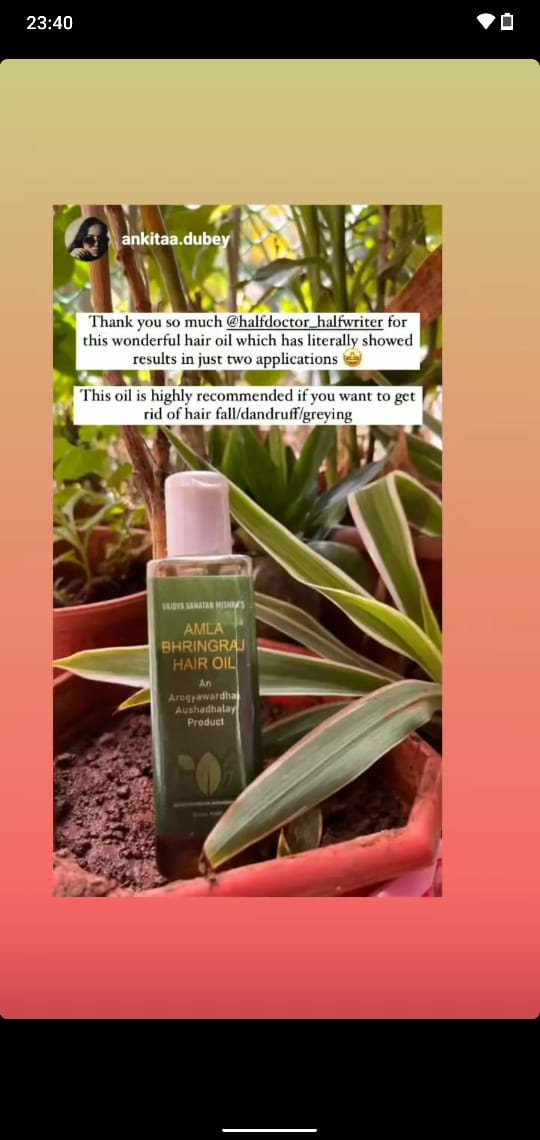 23:40
ankitaa.dubey
Thank you so much @halfdoctor_halfwriter for
this wonderful hair oil which has literally showed
results in just two applications 🤩
This oil is highly recommended if you want to get
rid of hair fall/dandruff/greying
VAIDYA SANATAN MISHRA'S
AMLA
BHRINGRAJ
HAIR OIL
An
Arogyawardhak
Aushadhalay
Product